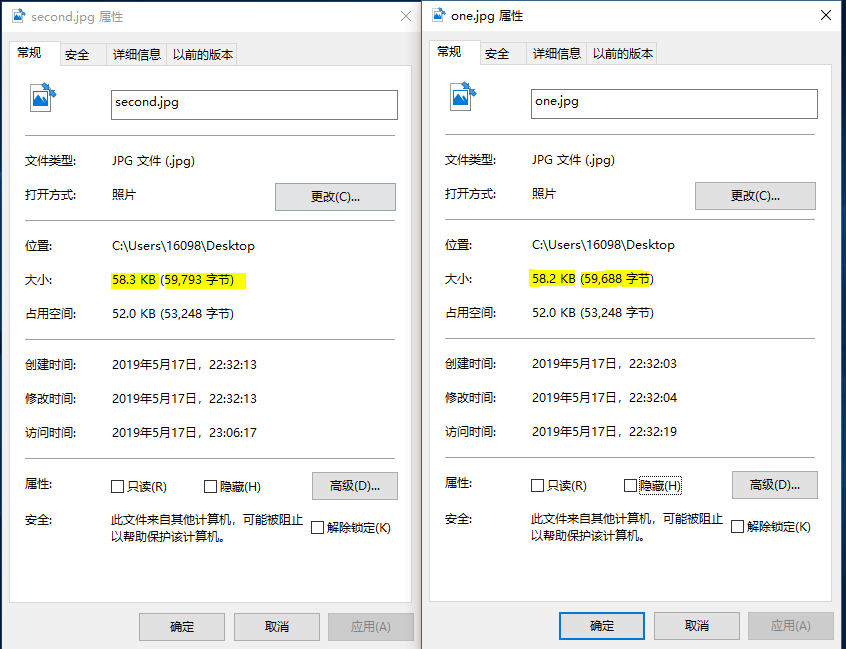 second.jpg 属性
常规 安全 详细信息 以前的版本
second.jpg
文件类型: JPG 文件 (.jpg)
打开方式: 照片 更改(C)...
位置: C:\Users\16098\Desktop
大小: 58.3 KB (59,793 字节)
占用空间: 52.0 KB (53,248 字节)
创建时间: 2019年5月17日，22:32:13
修改时间: 2019年5月17日，22:32:13
访问时间: 2019年5月17日，23:06:17
属性: 只读(R) 隐藏(H) 高级(D)...
安全: 此文件来自其他计算机，可能被阻止
以帮助保护该计算机。 解除锁定(K)
确定 取消 应用(A)
one.jpg 属性
常规 安全 详细信息 以前的版本
one.jpg
文件类型: JPG 文件 (.jpg)
打开方式: 照片 更改(C)...
位置: C:\Users\16098\Desktop
大小: 58.2 KB (59,688 字节)
占用空间: 52.0 KB (53,248 字节)
创建时间: 2019年5月17日，22:32:03
修改时间: 2019年5月17日，22:32:04
访问时间: 2019年5月17日，22:32:19
属性: 只读(R) 隐藏(H) 高级(D)...
安全: 此文件来自其他计算机，可能被阻止
以帮助保护该计算机。 解除锁定(K)
确定 取消 应用(A)